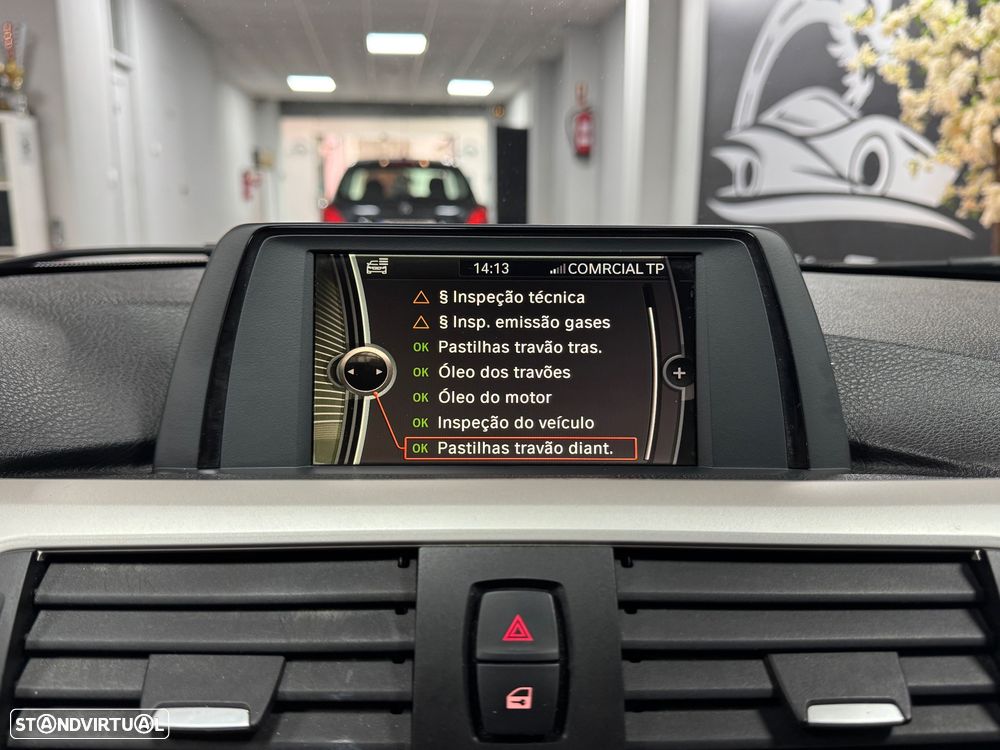 14:13 COMRCIAL TP
§ Inspeção técnica
§ Insp. emissão gases
OK Pastilhas travão tras.
OK Óleo dos travões
OK Óleo do motor
OK Inspeção do veículo
OK Pastilhas travão diant.
STANDVIRTUAL